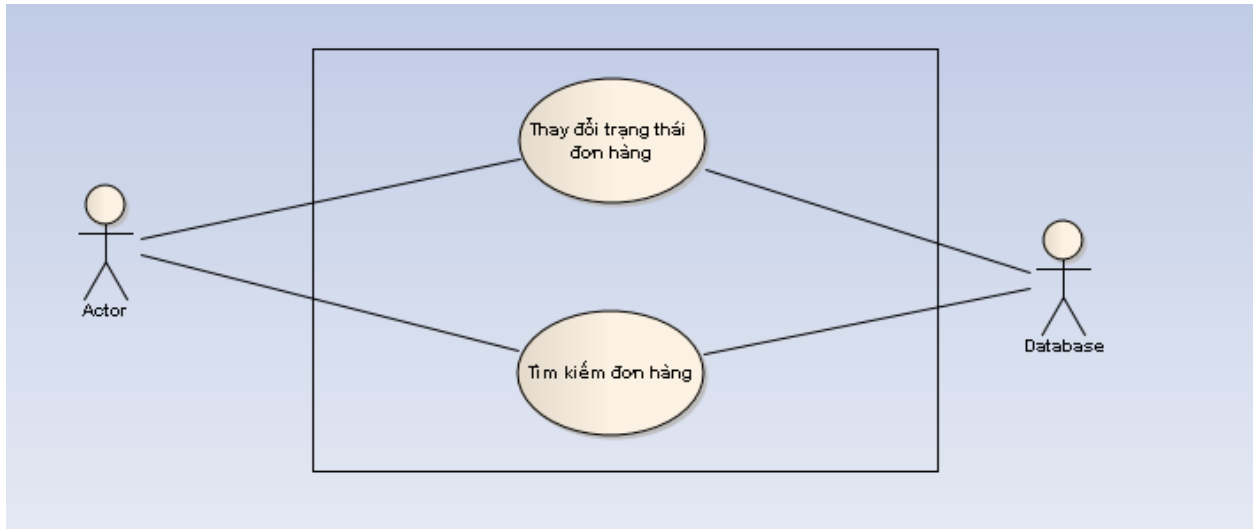 Thay đổi trạng thái
đơn hàng
Actor
Database
Tìm kiếm đơn hàng